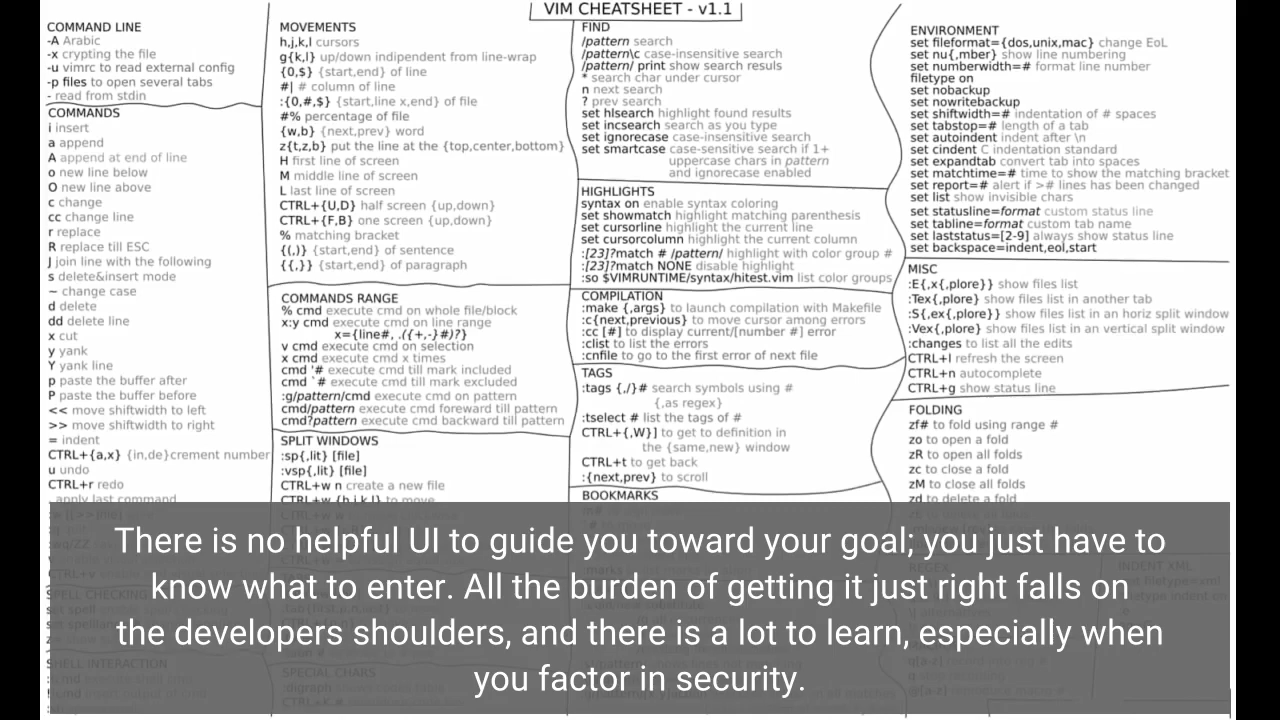 VIM CHEATSHEET - v1.1
COMMAND LINE
-A Arabic
-x crypting the file
-u vimrc to read external config
-p files to open several tabs
- read from stdin
COMMANDS
i insert
a append
A append at end of line
o new line below
O new line above
c change
cc change line
r replace
R replace till ESC
J join line with the following
s delete&insert mode
~ change case
d delete
dd delete line
x cut
y yank
Y yank line
p paste the buffer after
P paste the buffer before
<< move shiftwidth to left
>> move shiftwidth to right
= indent
CTRL+{a,x} {in,de}crement number
u undo
CTRL+r redo
. apply last command
SPELL CHECKING
SHELL INTERACTION
MOVEMENTS
h,j,k,l cursors
g{k,l} up/down indipendent from line-wrap
{0,$} {start,end} of line
#| # column of line
:{0,#,$} {start,line x,end} of file
#% percentage of file
{w,b} {next,prev} word
z{t,z,b} put the line at the {top,center,bottom}
H first line of screen
M middle line of screen
L last line of screen
CTRL+{U,D} half screen {up,down}
CTRL+{F,B} one screen {up,down}
% matching bracket
{(,)} {start,end} of sentence
{{,}} {start,end} of paragraph
COMMANDS RANGE
% cmd execute cmd on whole file/block
x:y cmd execute cmd on line range
x={line#, .({+,-}#)?}
v cmd execute cmd on selection
x cmd execute cmd x times
cmd '# execute cmd till mark included
cmd `# execute cmd till mark excluded
:g/pattern/cmd execute cmd on pattern
cmd/pattern execute cmd foreward till pattern
cmd?pattern execute cmd backward till pattern
SPLIT WINDOWS
:sp{,lit} [file]
:vsp{,lit} [file]
CTRL+w n create a new file
CTRL+w {h,j,k,l} to move
SPECIAL CHARS
FIND
/pattern search
/pattern\c case-insensitive search
/pattern/ print show search resuls
* search char under cursor
n next search
? prev search
set hlsearch highlight found results
set incsearch search as you type
set ignorecase case-insensitive search
set smartcase case-sensitive search if 1+
uppercase chars in pattern
and ignorecase enabled
HIGHLIGHTS
syntax on enable syntax coloring
set showmatch highlight matching parenthesis
set cursorline highlight the current line
set cursorcolumn highlight the current column
:[23]?match # /pattern/ highlight with color group #
:[23]?match NONE disable highlight
:so $VIMRUNTIME/syntax/hitest.vim list color groups
COMPILATION
:make {,args} to launch compilation with Makefile
:c{next,previous} to move cursor among errors
:cc [#] to display current/[number #] error
:clist to list the errors
:cnfile to go to the first error of next file
TAGS
:tags {,/}# search symbols using #
{,as regex}
:tselect # list the tags of #
CTRL+{,W}] to get to definition in
the {same,new} window
CTRL+t to get back
:{next,prev} to scroll
BOOKMARKS
ENVIRONMENT
set fileformat={dos,unix,mac} change EoL
set nu{,mber} show line numbering
set numberwidth=# format line number
filetype on
set nobackup
set nowritebackup
set shiftwidth=# indentation of # spaces
set tabstop=# length of a tab
set autoindent indent after \n
set cindent C indentation standard
set expandtab convert tab into spaces
set matchtime=# time to show the matching bracket
set report=# alert if ># lines has been changed
set list show invisible chars
set statusline=format custom status line
set tabline=format custom tab name
set laststatus=[2-9] always show status line
set backspace=indent,eol,start
MISC
:E{,x{,plore} show files list
:Tex{,plore} show files list in another tab
:S{,ex{,plore}} show files list in an horiz split window
:Vex{,plore} show files list in an vertical split window
:changes to list all the edits
CTRL+l refresh the screen
CTRL+n autocomplete
CTRL+g show status line
FOLDING
zf# to fold using range #
zo to open a fold
zR to open all folds
zc to close a fold
zM to close all folds
zd to delete a fold
REGEX
INDENT XML
There is no helpful UI to guide you toward your goal; you just have to
know what to enter. All the burden of getting it just right falls on
the developers shoulders, and there is a lot to learn, especially when
you factor in security.